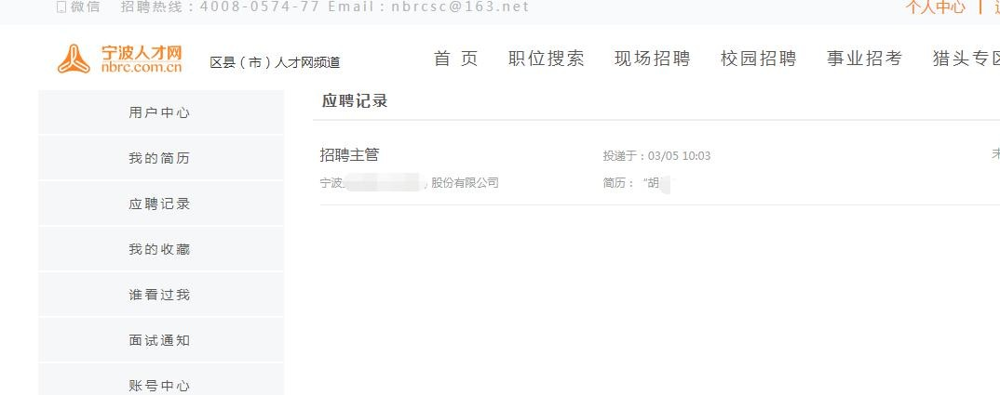 微信 招聘热线：4008-0574-77 Email：nbrcsc@163.net
个人中心 |
宁波人才网
nbrc.com.cn
区县（市）人才网频道
首 页 职位搜索 现场招聘 校园招聘 事业招考 猎头专区
用户中心
我的简历
应聘记录
我的收藏
谁看过我
面试通知
账号中心
应聘记录
招聘主管 投递于：03/05 10:03 未
宁波 股份有限公司 简历：“胡